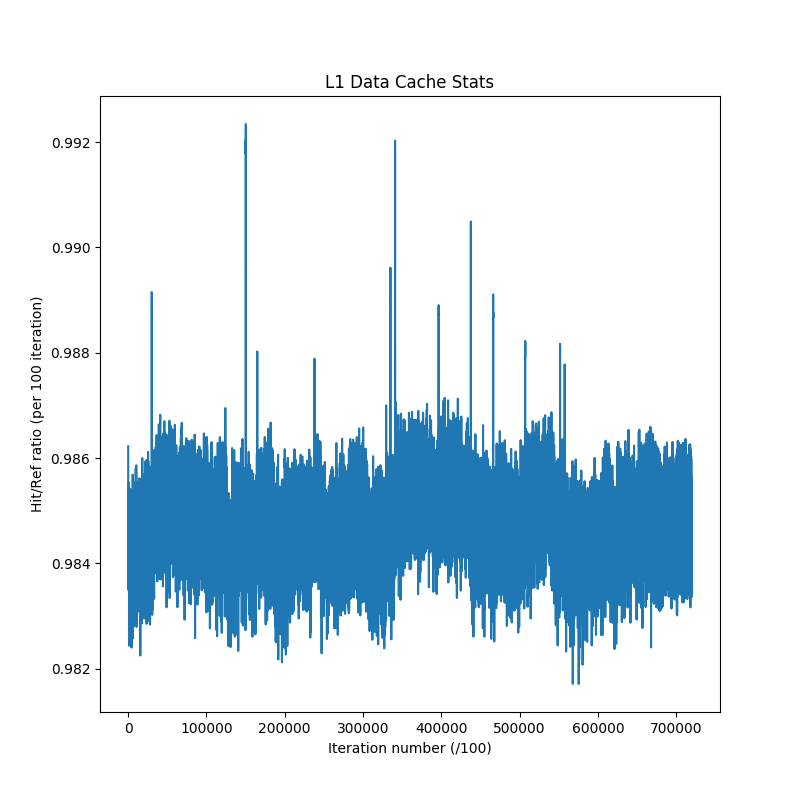 L1 Data Cache Stats
Hit/Ref ratio (per 100 iteration)
0.992
0.990
0.988
0.986
0.984
0.982
0 100000 200000 300000 400000 500000 600000 700000
Iteration number (/100)